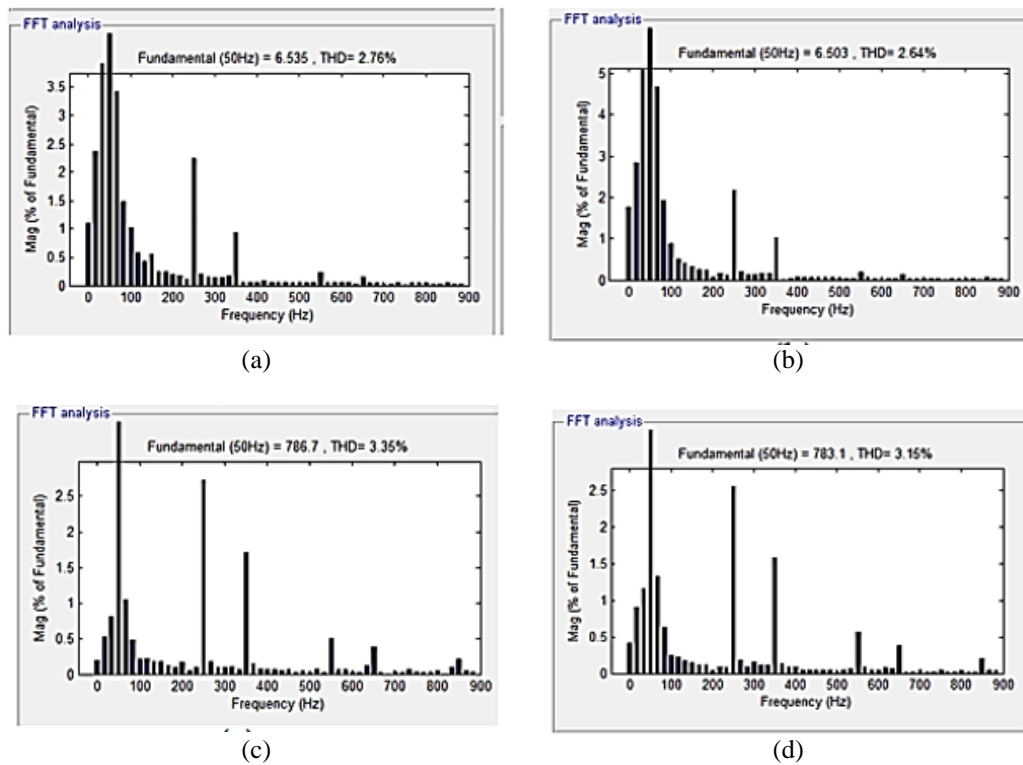 FFT analysis
Fundamental (50Hz) = 6.535 , THD= 2.76%
Mag (% of Fundamental)
3.5
3
2.5
2
1.5
1
0.5
0
0 100 200 300 400 500 600 700 800 900
Frequency (Hz)
(a)
FFT analysis
Fundamental (50Hz) = 6.503 , THD= 2.64%
Mag (% of Fundamental)
5
4
3
2
1
0
0 100 200 300 400 500 600 700 800 900
Frequency (Hz)
(b)
FFT analysis
Fundamental (50Hz) = 786.7 , THD= 3.35%
Mag (% of Fundamental)
2.5
2
1.5
1
0.5
0
0 100 200 300 400 500 600 700 800 900
Frequency (Hz)
(c)
FFT analysis
Fundamental (50Hz) = 783.1 , THD= 3.15%
Mag (% of Fundamental)
2.5
2
1.5
1
0.5
0
0 100 200 300 400 500 600 700 800 900
Frequency (Hz)
(d)